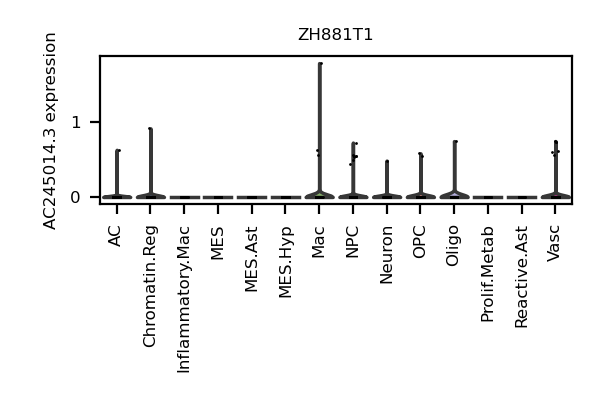 ZH881T1
AC245014.3 expression
1
0
AC
Chromatin.Reg
Inflammatory.Mac
MES
MES.Ast
MES.Hyp
Mac
NPC
Neuron
OPC
Oligo
Prolif.Metab
Reactive.Ast
Vasc